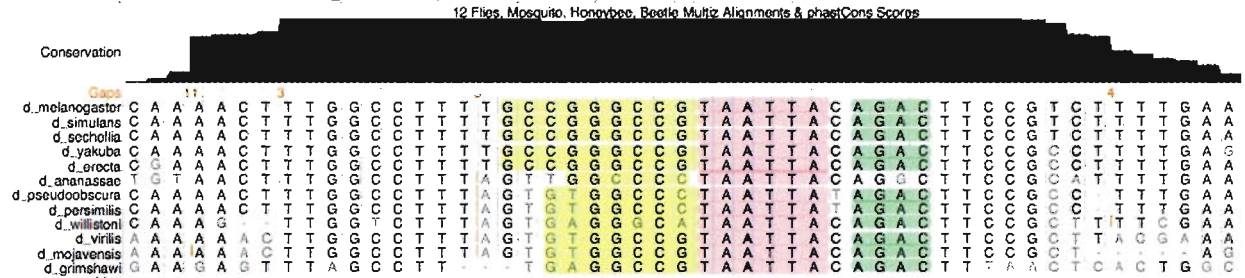 12 Flies, Mosquito, Honeybee, Beetle Multiz Alignments & phastCons Scores
Conservation
Gaps 11 3 4
d_melanogaster C A A A A C T T T G G C C T T T T G C C G G G C C G T A A T T A C A G A C T T C C G T C T T T T G A A
d_simulans C A A A A C T T T G G C C T T T T G C C G G G C C G T A A T T A C A G A C T T C C G T C T T T T G A A
d_sechellia C A A A A C T T T G G C C T T T T G C C G G G C C G T A A T T A C A G A C T T C C G T C T T T T G A A
d_yakuba C A A A A C T T T G G C C T T T T G C C G G G C C G T A A T T A C A G A C T T C C G C C T T T T G A G
d_erecta C G A A A C T T T G G C C T T T T G C C G G G C C G T A A T T A C A G A C T T C C G C C T T T T G A A
d_ananassae T G T A A C T T T G G C C T T T A G T T G G C C C C T A A T T A C A G G C T T C C G C A T T T T G A A
d_pseudoobscura C A A A A C T T T G G C C T T T A G T G T G G C C A T A A T T A T A G A C T T C C G C C - T T T G A A
d_persimilis C A A A A C T T T G G C C T T T A G T G T G G C C A T A A T T A T A G A C T T C C G C C - T T T G A A
d_willistoni C A A A G - - T T G T C C T T T A G T G A G G G C A T A A T T A C A G A C T T C C G C T T T T C G A
d_virilis A A A A A A C T T G G C C T T T A G T G T G G C C G T A A T T A C A G A C T T C C G C T T T A C G A A
d_mojavensis A A A A A A C T T G G C C T T T A G T G T G G C C G T A A T T A C A G A C T T C C G
d_grimshawi G A A G A G T T T A G C C T T - - - - T G A G G C C G T A A T T A C A G A C T T